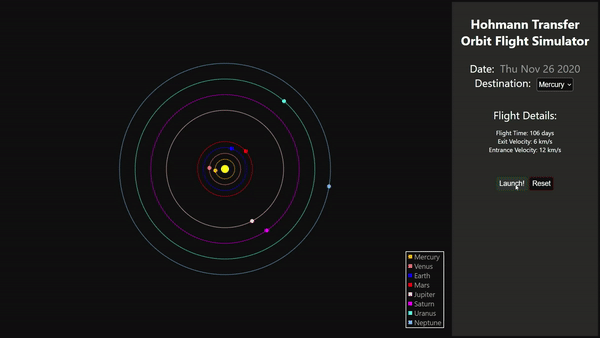 Hohmann Transfer
Orbit Flight Simulator
Date: Thu Nov 26 2020
Destination: Mercury
Flight Details:
Flight Time: 106 days
Exit Velocity: 6 km/s
Entrance Velocity: 12 km/s
Launch! Reset
Mercury
Venus
Earth
Mars
Jupiter
Saturn
Uranus
Neptune